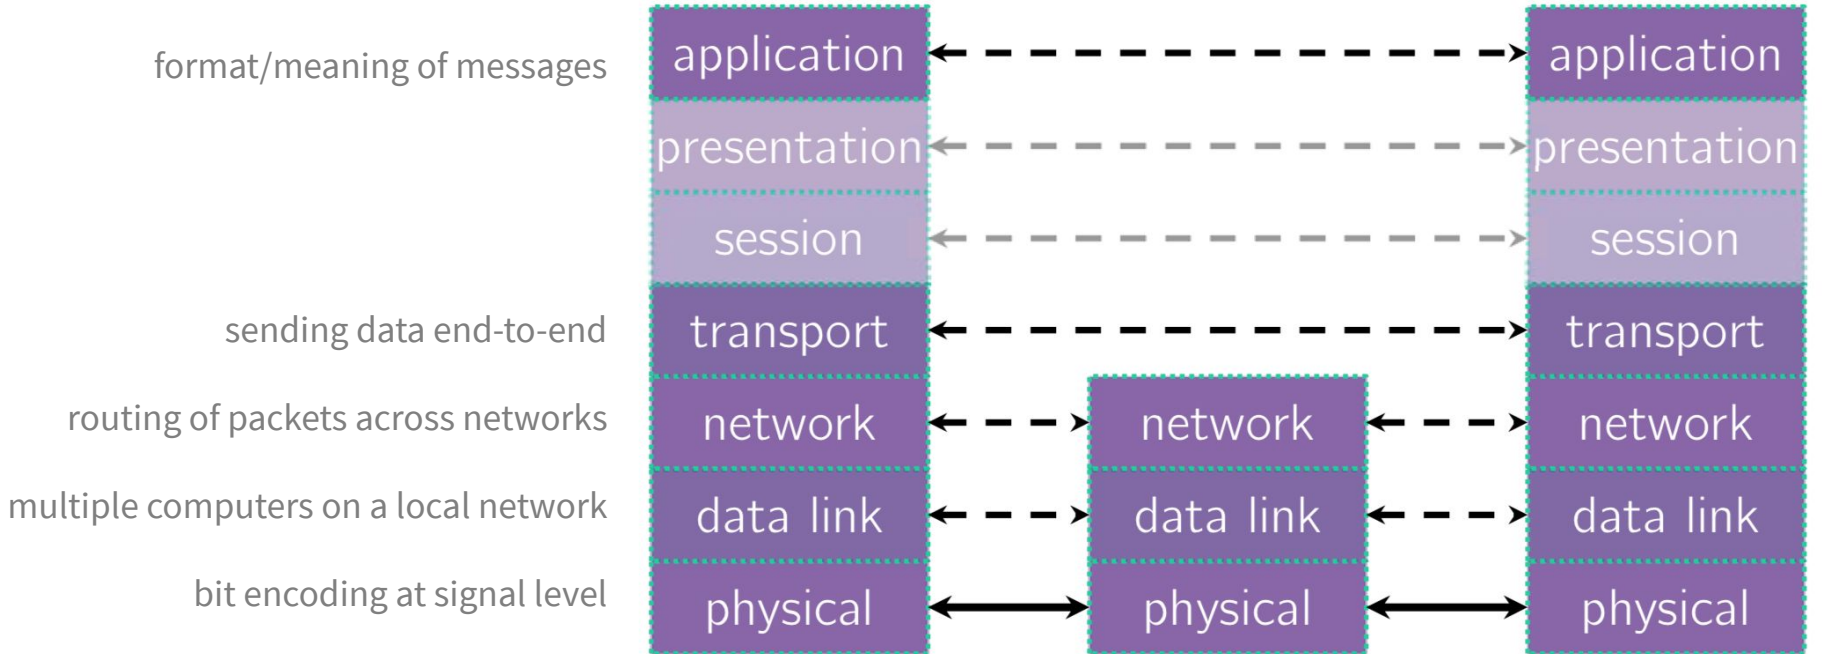 format/meaning of messages
application
application
presentation
presentation
session
session
sending data end-to-end
transport
transport
routing of packets across networks
network
network
network
multiple computers on a local network
data link
data link
data link
bit encoding at signal level
physical
physical
physical